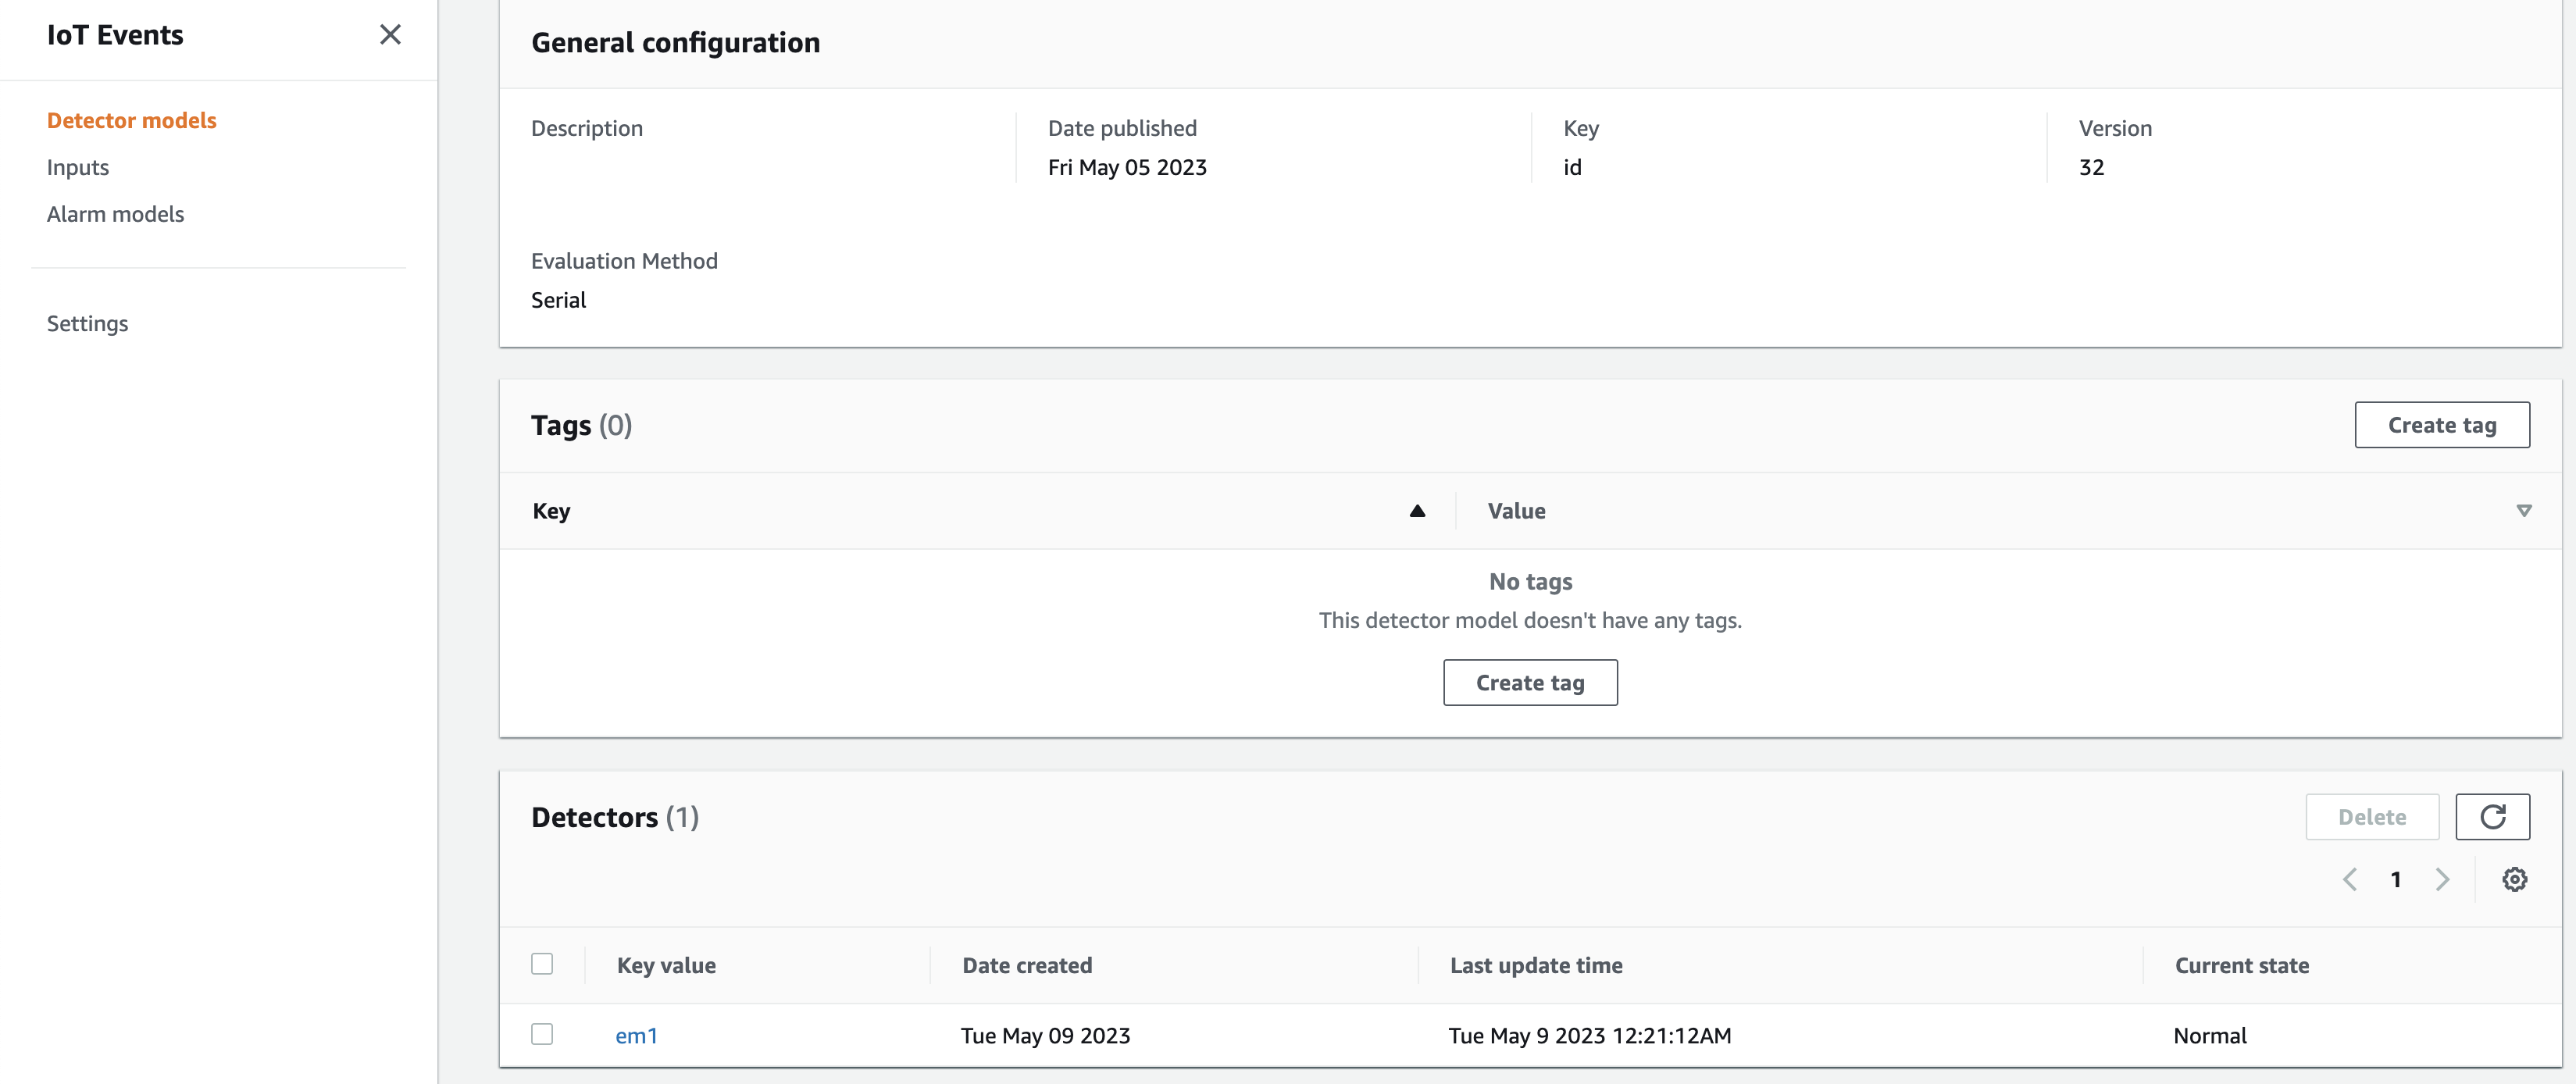 IoT Events
Detector models
Inputs
Alarm models
Settings
General configuration
Description
Date published
Fri May 05 2023
Key
id
Version
32
Evaluation Method
Serial
Tags (0)
Create tag
Key
Value
No tags
This detector model doesn't have any tags.
Create tag
Detectors (1)
Delete
1
Key value
Date created
Last update time
Current state
em1
Tue May 09 2023
Tue May 9 2023 12:21:12AM
Normal